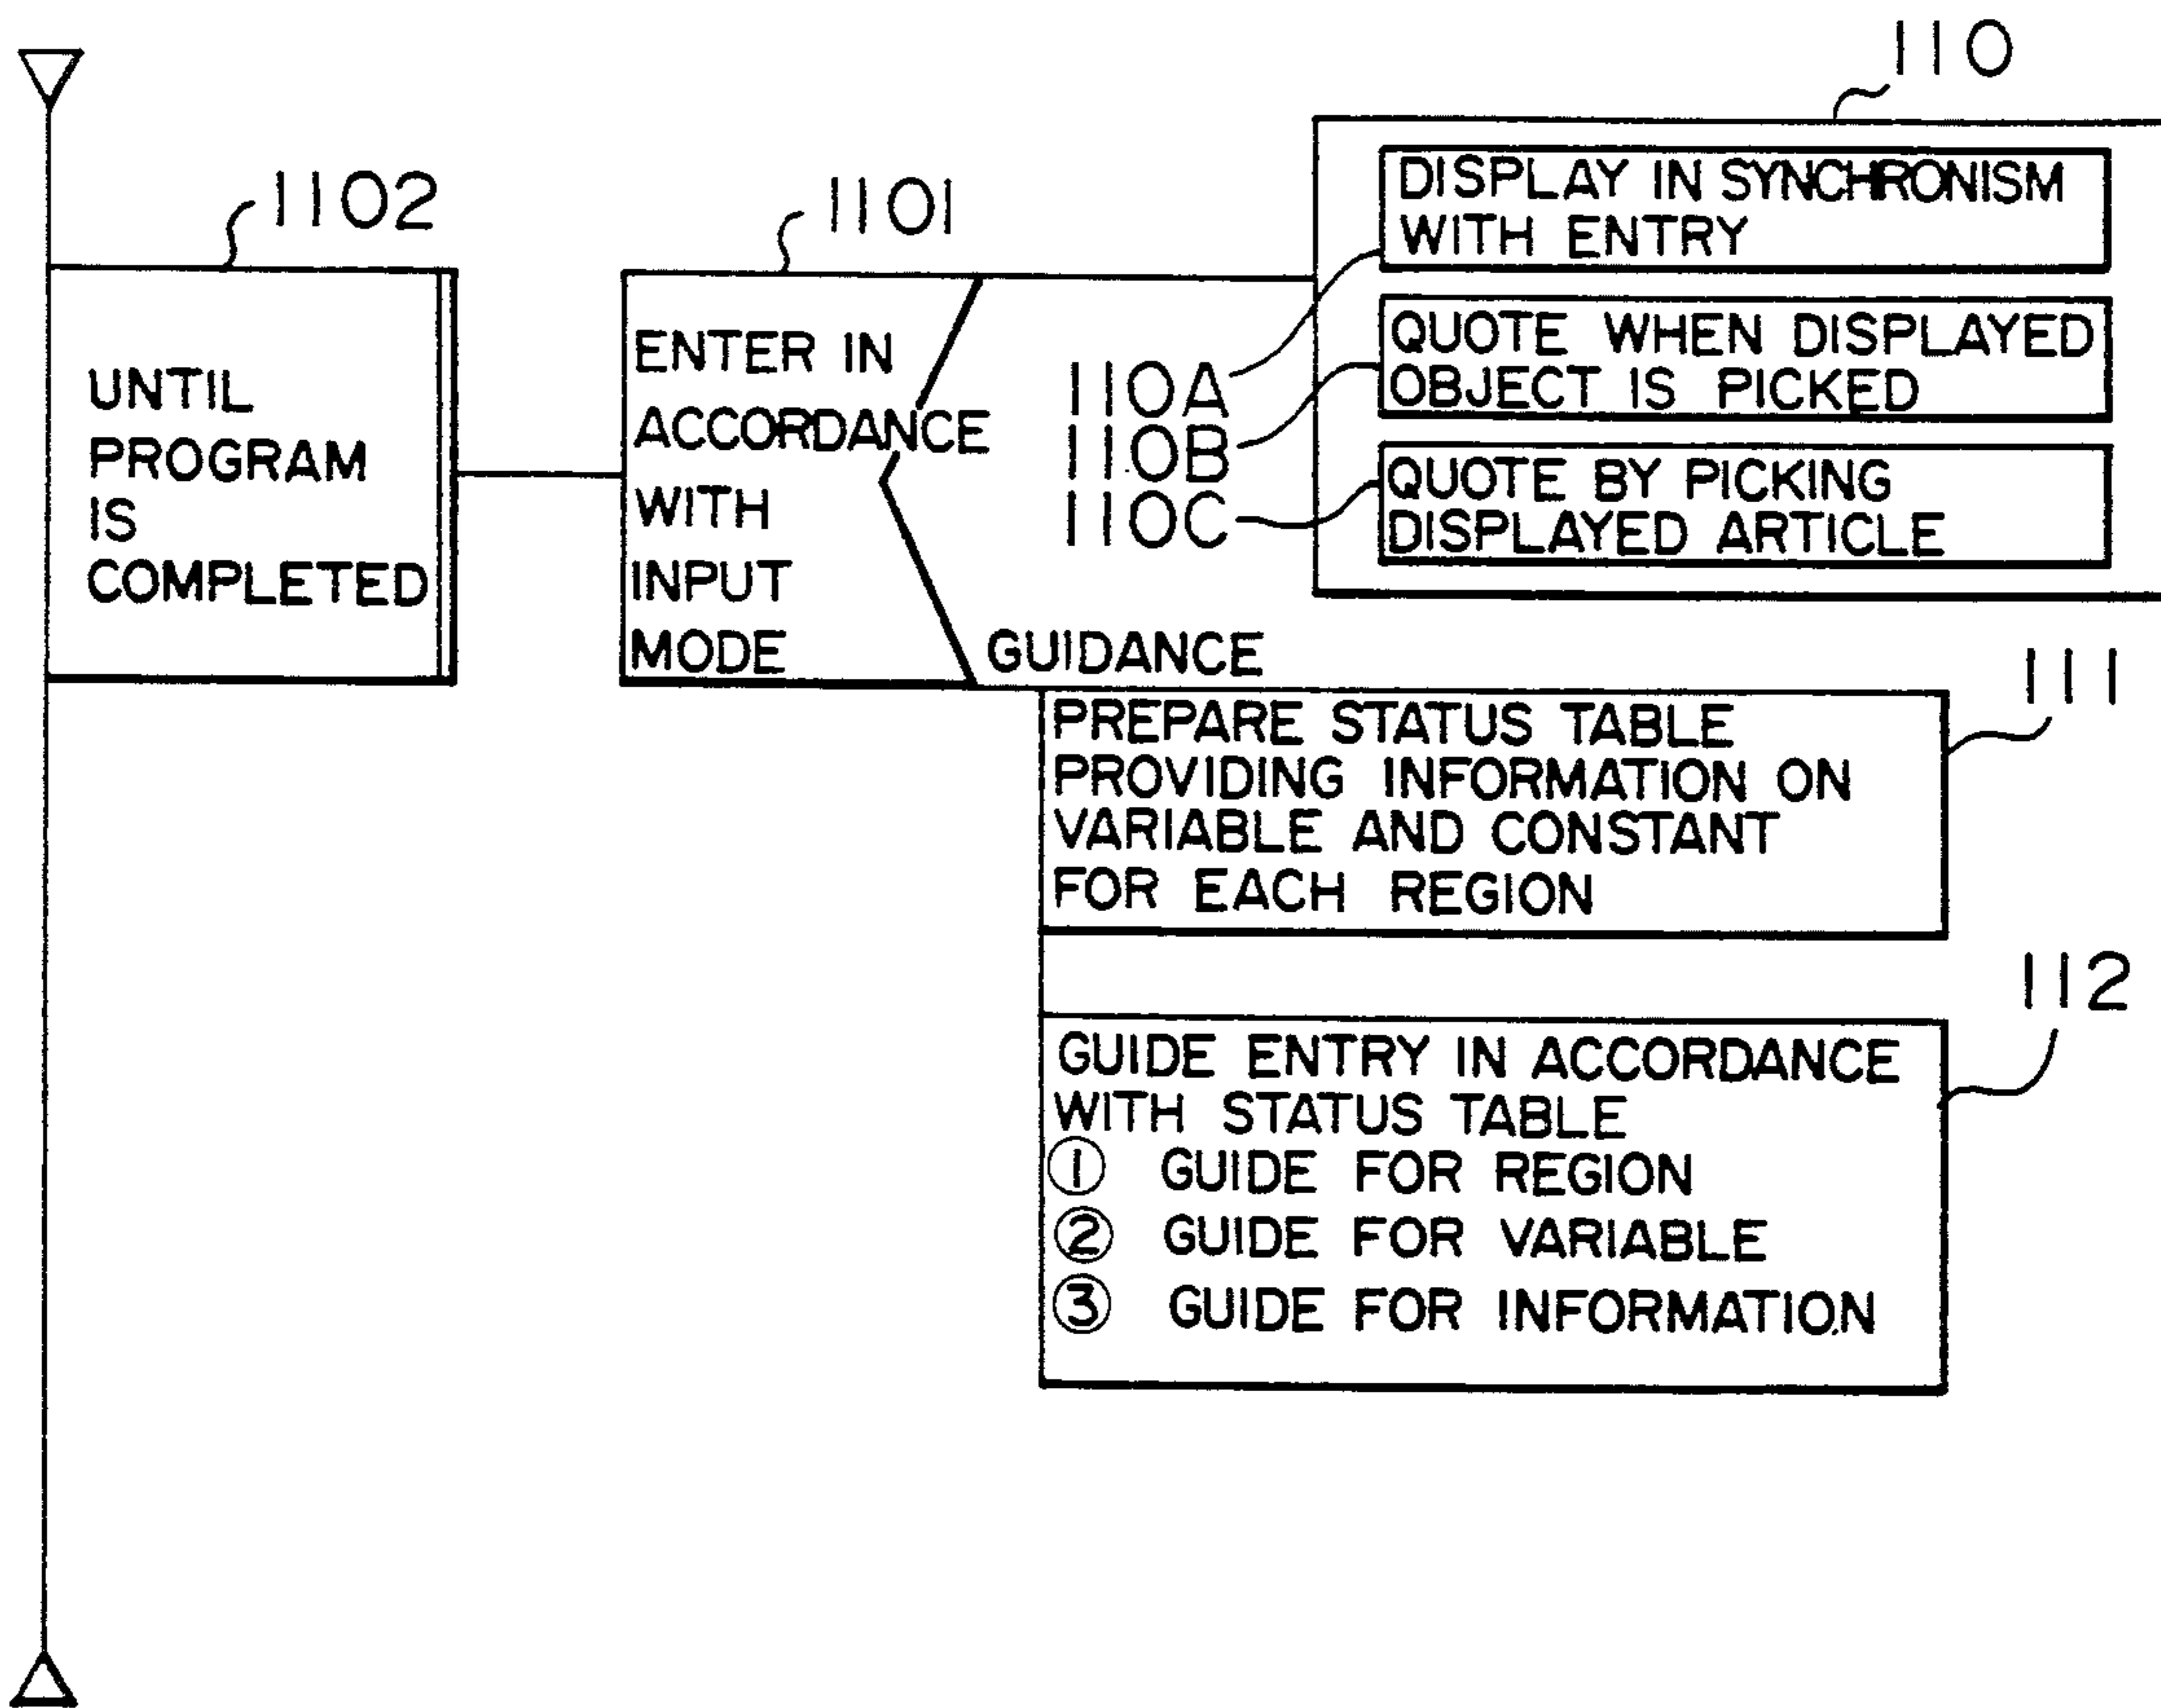 110
1102
1101
DISPLAY IN SYNCHRONISM
WITH ENTRY
QUOTE WHEN DISPLAYED
OBJECT IS PICKED
QUOTE BY PICKING
DISPLAYED ARTICLE
110A
110B
110C
UNTIL
PROGRAM
IS
COMPLETED
ENTER IN
ACCORDANCE
WITH
INPUT
MODE
GUIDANCE
111
PREPARE STATUS TABLE
PROVIDING INFORMATION ON
VARIABLE AND CONSTANT
FOR EACH REGION
112
GUIDE ENTRY IN ACCORDANCE
WITH STATUS TABLE
① GUIDE FOR REGION
② GUIDE FOR VARIABLE
③ GUIDE FOR INFORMATION